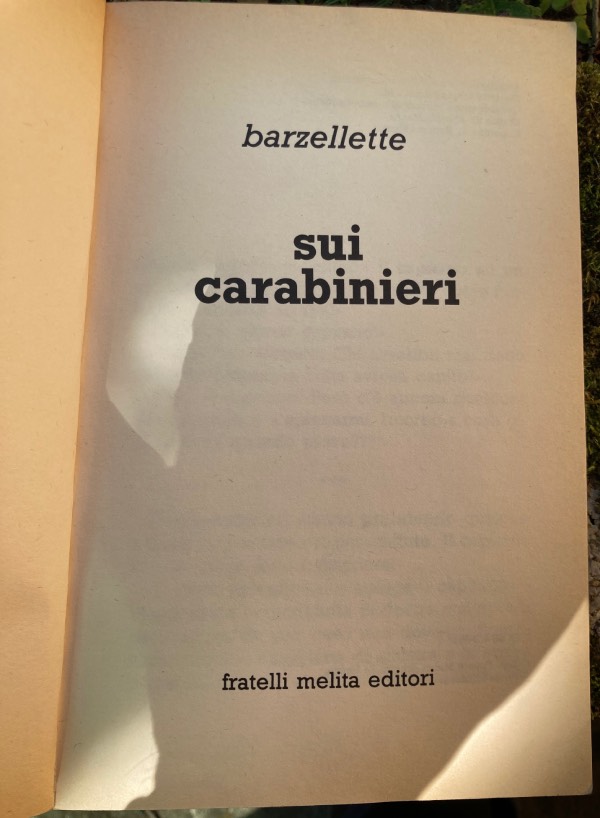 barzellette
sui
carabinieri
fratelli melita editori